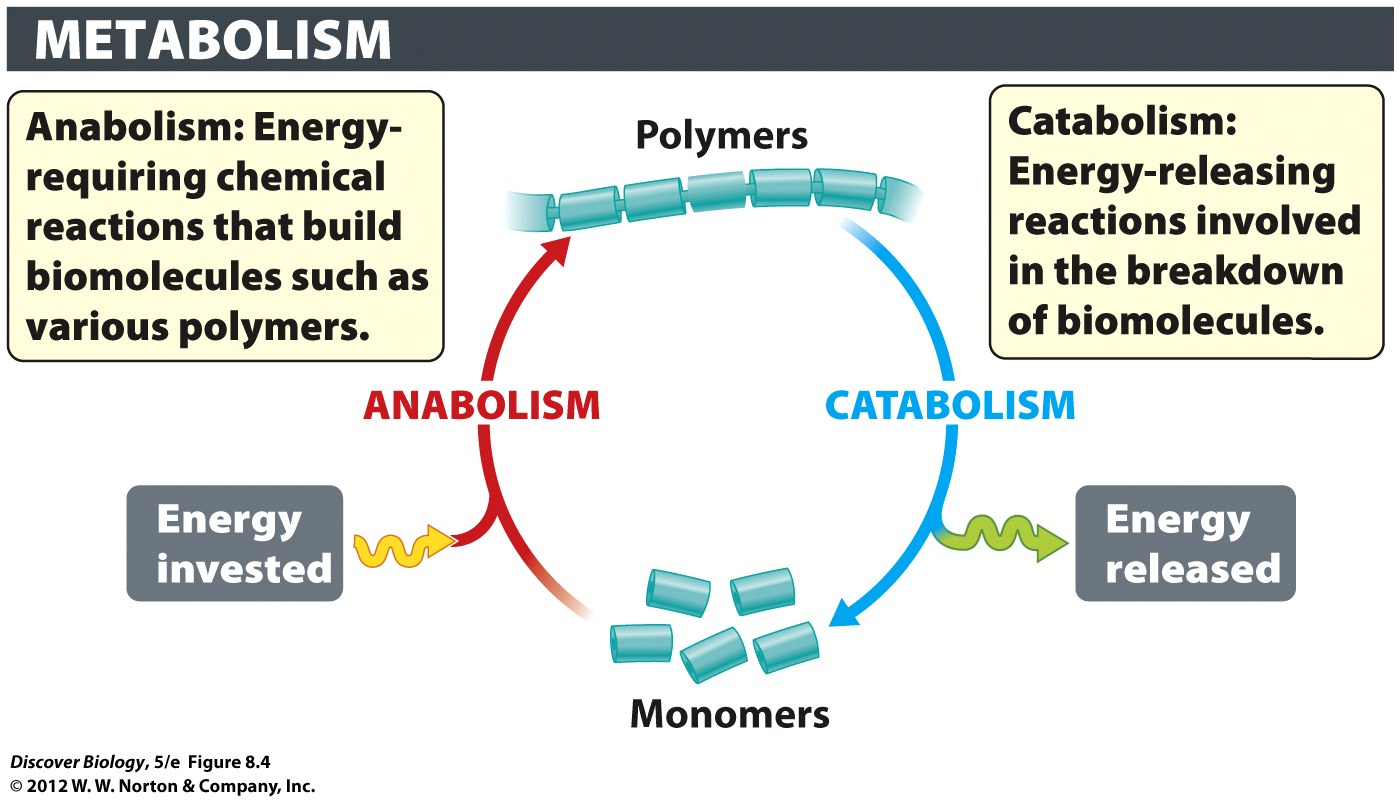 METABOLISM
Anabolism: Energy-
requiring chemical
reactions that build
biomolecules such as
various polymers.
Polymers
Catabolism:
Energy-releasing
reactions involved
in the breakdown
of biomolecules.
ANABOLISM
CATABOLISM
Energy
invested
Energy
released
Monomers
Discover Biology, 5/e Figure 8.4
© 2012 W. W. Norton & Company, Inc.